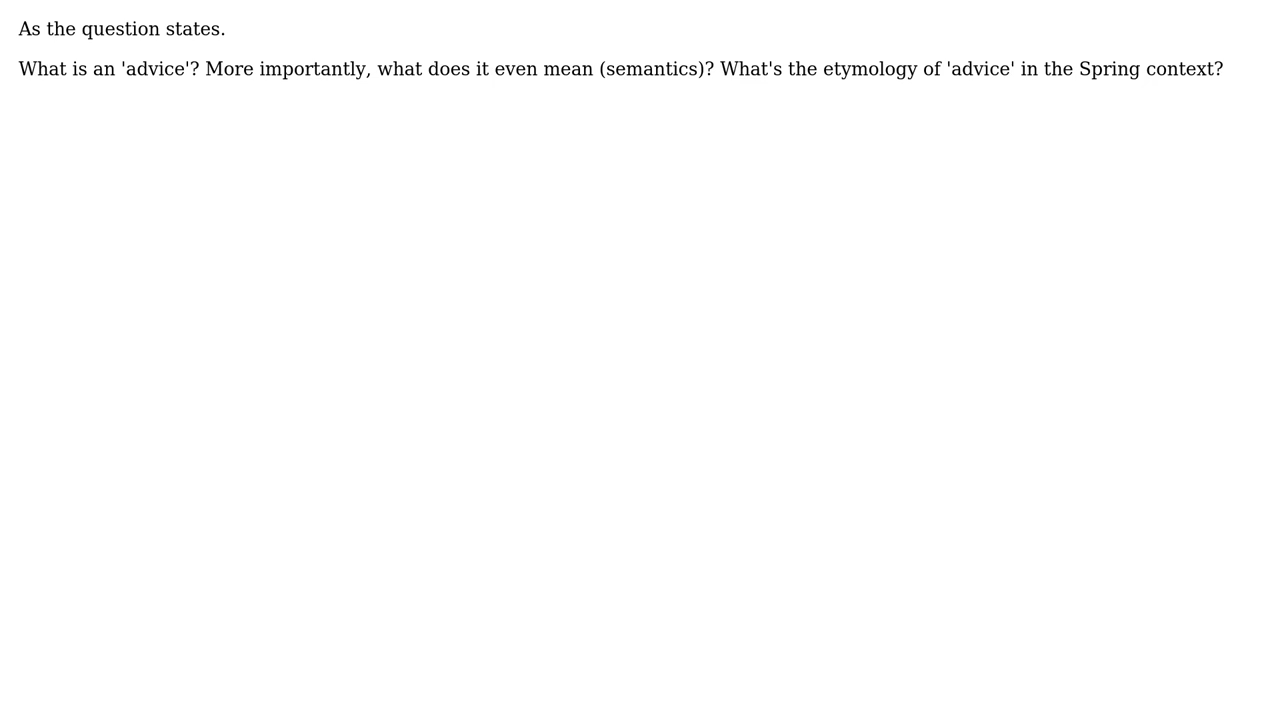 As the question states.
What is an 'advice'? More importantly, what does it even mean (semantics)? What's the etymology of 'advice' in the Spring context?